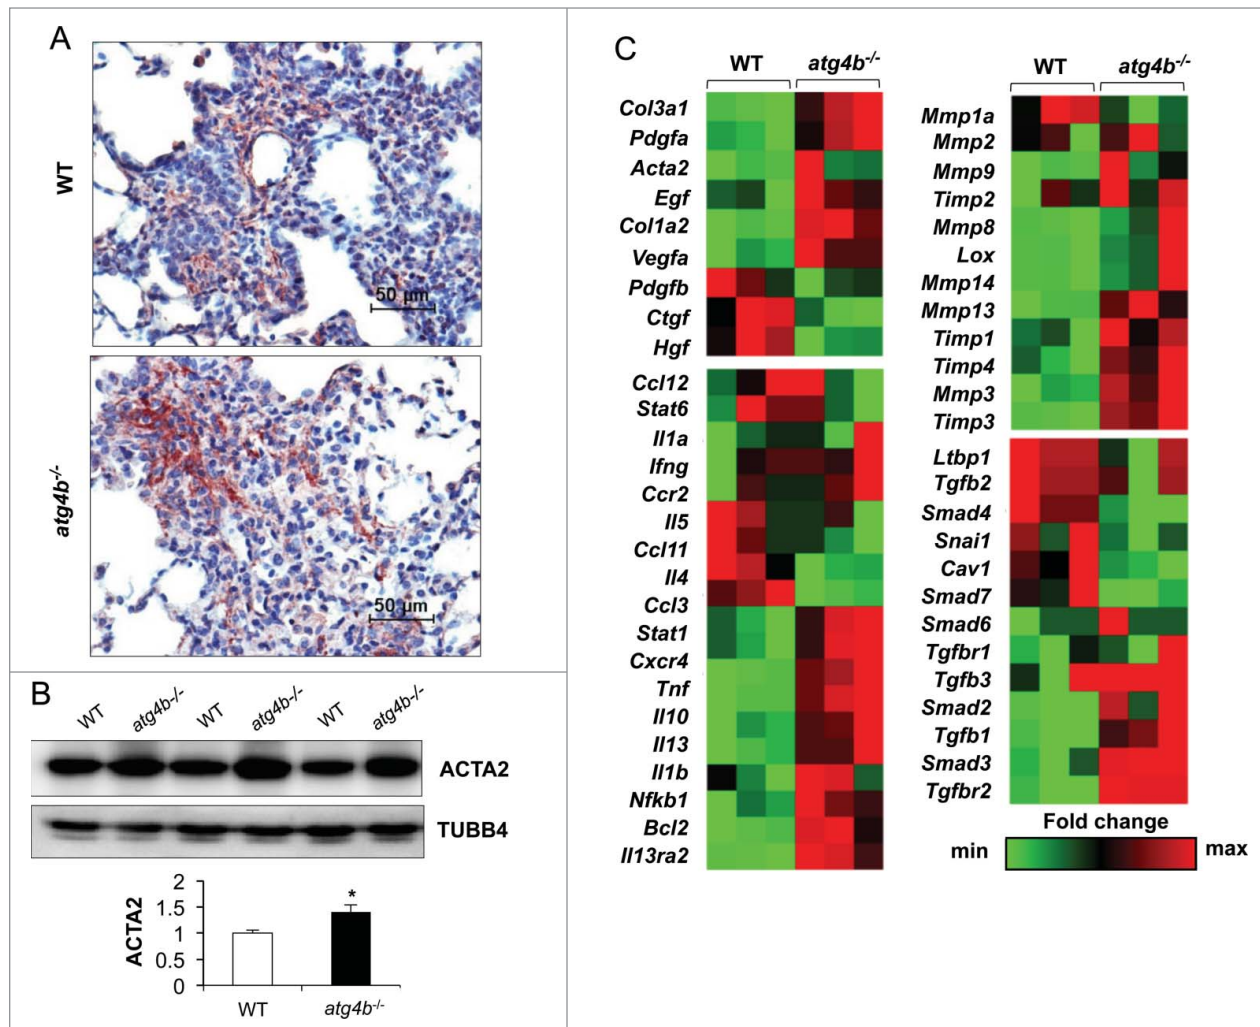 A
WT
50 µm
atg4b-/-
50 µm
B
WT atg4b-/- WT atg4b-/- WT atg4b-/-
ACTA2
TUBB4
ACTA2
2
1.5
1
0.5
0
*
WT atg4b-/-
C
WT atg4b-/-
Col3a1
Pdgfa
Acta2
Egf
Col1a2
Vegfa
Pdgfb
Ctgf
Hgf
Ccl12
Stat6
Il1a
Ifng
Ccr2
Il5
Ccl11
Il4
Ccl3
Stat1
Cxcr4
Tnf
Il10
Il13
Il1b
Nfkb1
Bcl2
Il13ra2
WT atg4b-/-
Mmp1a
Mmp2
Mmp9
Timp2
Mmp8
Lox
Mmp14
Mmp13
Timp1
Timp4
Mmp3
Timp3
Ltbp1
Tgfb2
Smad4
Snai1
Cav1
Smad7
Smad6
Tgfbr1
Tgfb3
Smad2
Tgfb1
Smad3
Tgfbr2
Fold change
min max